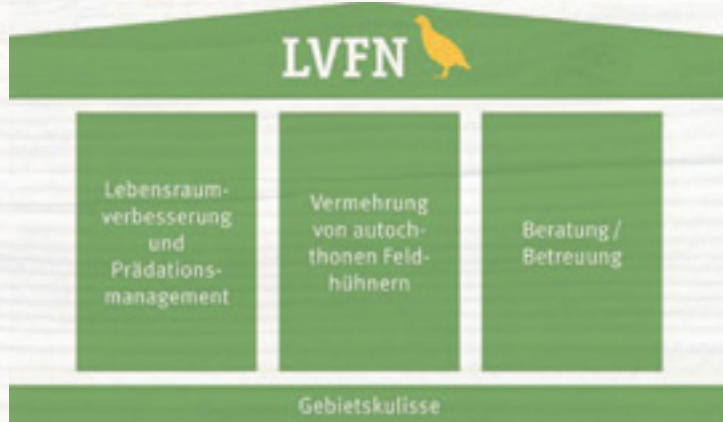 LVFN
Lebensraum-
verbesserung
und
Prädations-
management
Vermehrung
von autoch-
thonen Feld-
hühnern
Beratung /
Betreuung
Gebietskulisse